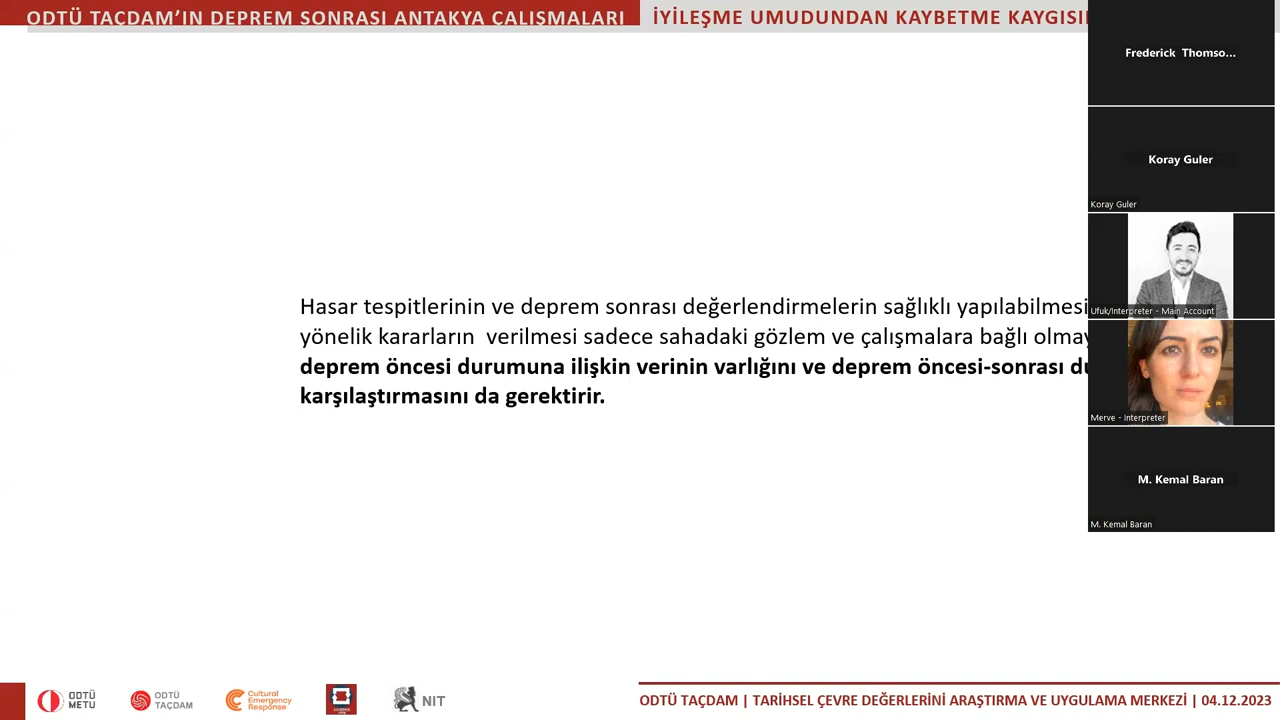 ODTÜ TAÇDAM’IN DEPREM SONRASI ANTAKYA ÇALIŞMALARI
İYİLEŞME UMUDUNDAN KAYBETME
Frederick Thomso...
Koray Guler
Koray Guler
Ufuk/Interpreter - Main Account
Merve - Interpreter
M. Kemal Baran
M. Kemal Baran
Hasar tespitlerinin ve deprem sonrası değerlendirmelerin sağlıklı yapılabilmesi
yönelik kararların verilmesi sadece sahadaki gözlem ve çalışmalara bağlı
deprem öncesi durumuna ilişkin verinin varlığını ve deprem öncesi-sonrası
karşılaştırmasını da gerektirir.
ODTÜ
METU
ODTÜ
TAÇDAM
Cultural
Emergency
Response
NIT
ODTÜ TAÇDAM | TARİHSEL ÇEVRE DEĞERLERİNİ ARAŞTIRMA VE UYGULAMA MERKEZİ | 04.12.2023